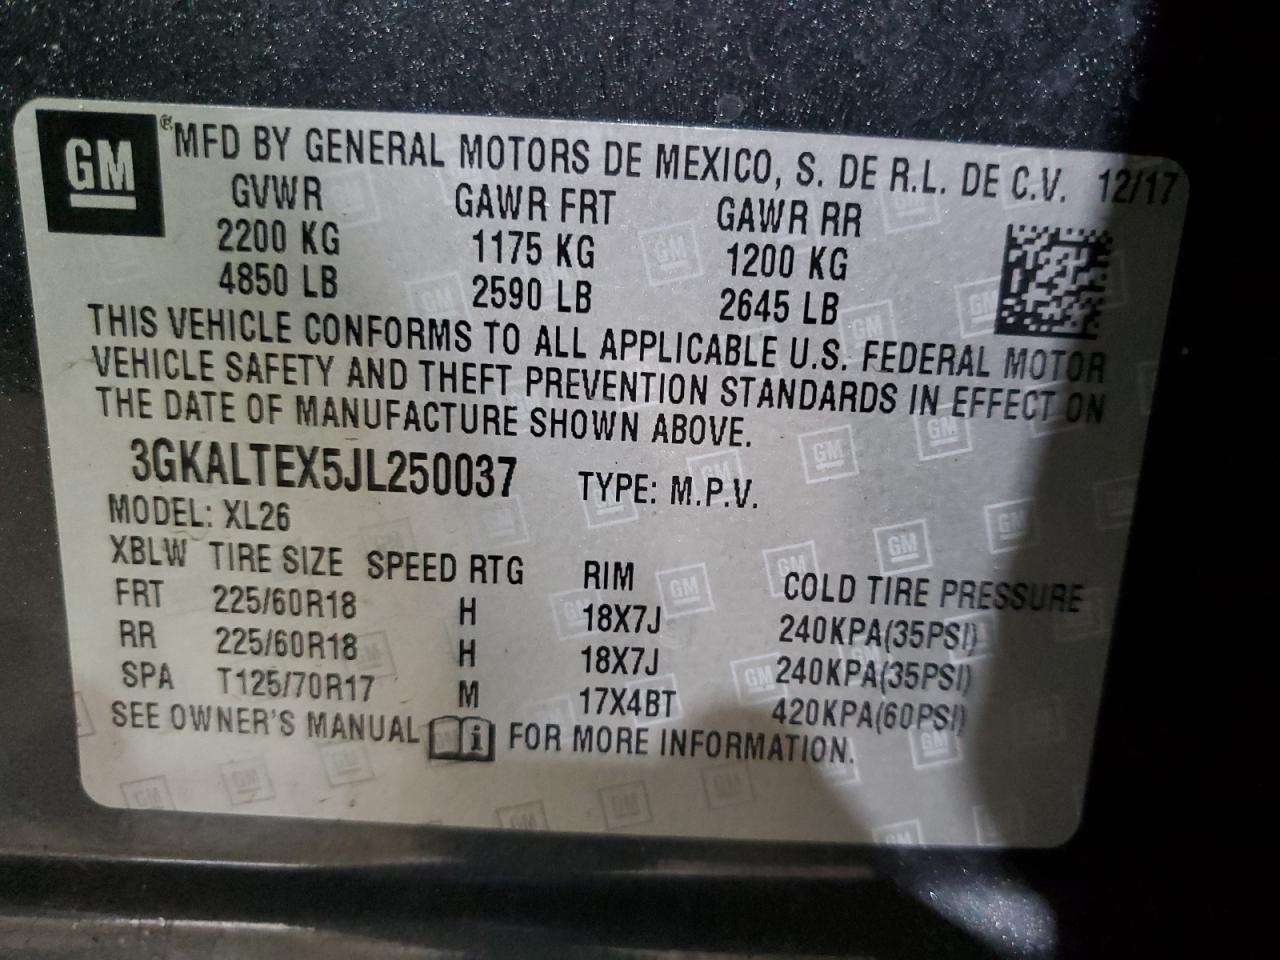 GM
® MFD BY GENERAL MOTORS DE MEXICO, S. DE R.L. DE C.V. 12/17
GVWR GAWR FRT GAWR RR
2200 KG 1175 KG 1200 KG
4850 LB 2590 LB 2645 LB
THIS VEHICLE CONFORMS TO ALL APPLICABLE U.S. FEDERAL MOTOR
VEHICLE SAFETY AND THEFT PREVENTION STANDARDS IN EFFECT ON
THE DATE OF MANUFACTURE SHOWN ABOVE.
3GKALTEX5JL250037 TYPE: M.P.V.
MODEL: XL26
XBLW TIRE SIZE SPEED RTG RIM COLD TIRE PRESSURE
FRT 225/60R18 H 18X7J 240KPA(35PSI)
RR 225/60R18 H 18X7J 240KPA(35PSI)
SPA T125/70R17 M 17X4BT 420KPA(60PSI)
SEE OWNER'S MANUAL i FOR MORE INFORMATION.